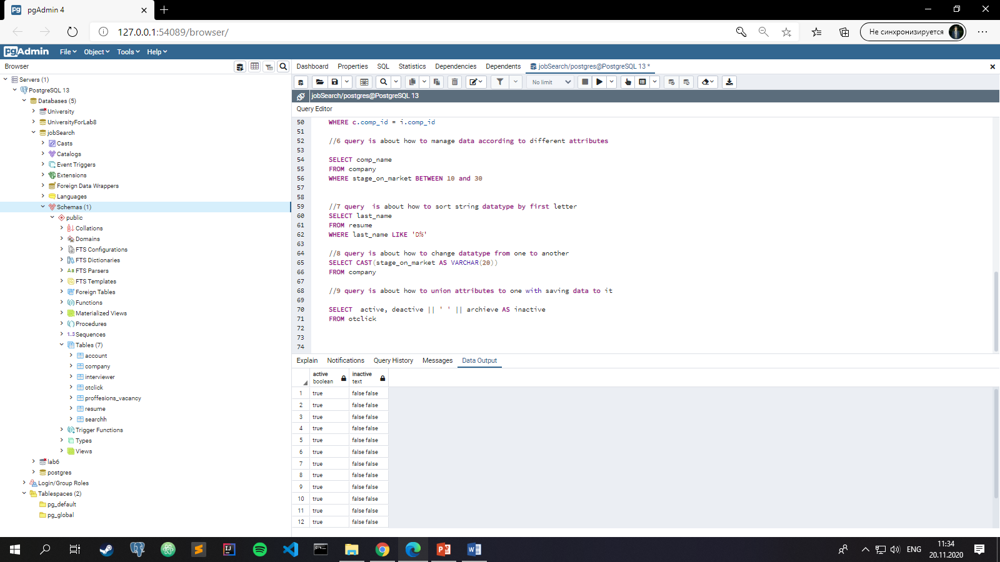 pgAdmin 4
127.0.0.1:54089/browser/
Не синхронизируется
pgAdmin File Object Tools Help
Browser
Dashboard Properties SQL Statistics Dependencies Dependents jobSearch/postgres@PostgreSQL 13 *
No limit
jobSearch/postgres@PostgreSQL 13
Query Editor
Servers (1)
PostgreSQL 13
Databases (5)
University
UniversityForLab8
jobSearch
Casts
Catalogs
Event Triggers
Extensions
Foreign Data Wrappers
Languages
Schemas (1)
public
Collations
Domains
FTS Configurations
FTS Dictionaries
FTS Parsers
FTS Templates
Foreign Tables
Functions
Materialized Views
Procedures
1..3 Sequences
Tables (7)
account
company
interviewer
otclick
proffesions_vacancy
resume
searchh
Trigger Functions
Types
Views
lab6
postgres
Login/Group Roles
Tablespaces (2)
pg_default
pg_global
50 WHERE c.comp_id = i.comp_id
51
52 //6 query is about how to manage data according to different attributes
53
54 SELECT comp_name
55 FROM company
56 WHERE stage_on_market BETWEEN 10 and 30
57
58
59 //7 query  is about how to sort string datatype by first letter
60 SELECT last_name
61 FROM resume
62 WHERE last_name LIKE 'D%'
63
64 //8 query is about how to change datatype from one to another
65 SELECT CAST(stage_on_market AS VARCHAR(20))
66 FROM company
67
68 //9 query is about how to union attributes to one with saving data to it
69
70 SELECT  active, deactive || ' ' || archieve AS inactive
71 FROM otclick
72
73
74
Explain Notifications Query History Messages Data Output
active boolean
inactive text
1 true false false
2 true false false
3 true false false
4 true false false
5 true false false
6 true false false
7 true false false
8 true false false
9 true false false
10 true false false
11 true false false
12 true false false
ENG
11:34
20.11.2020